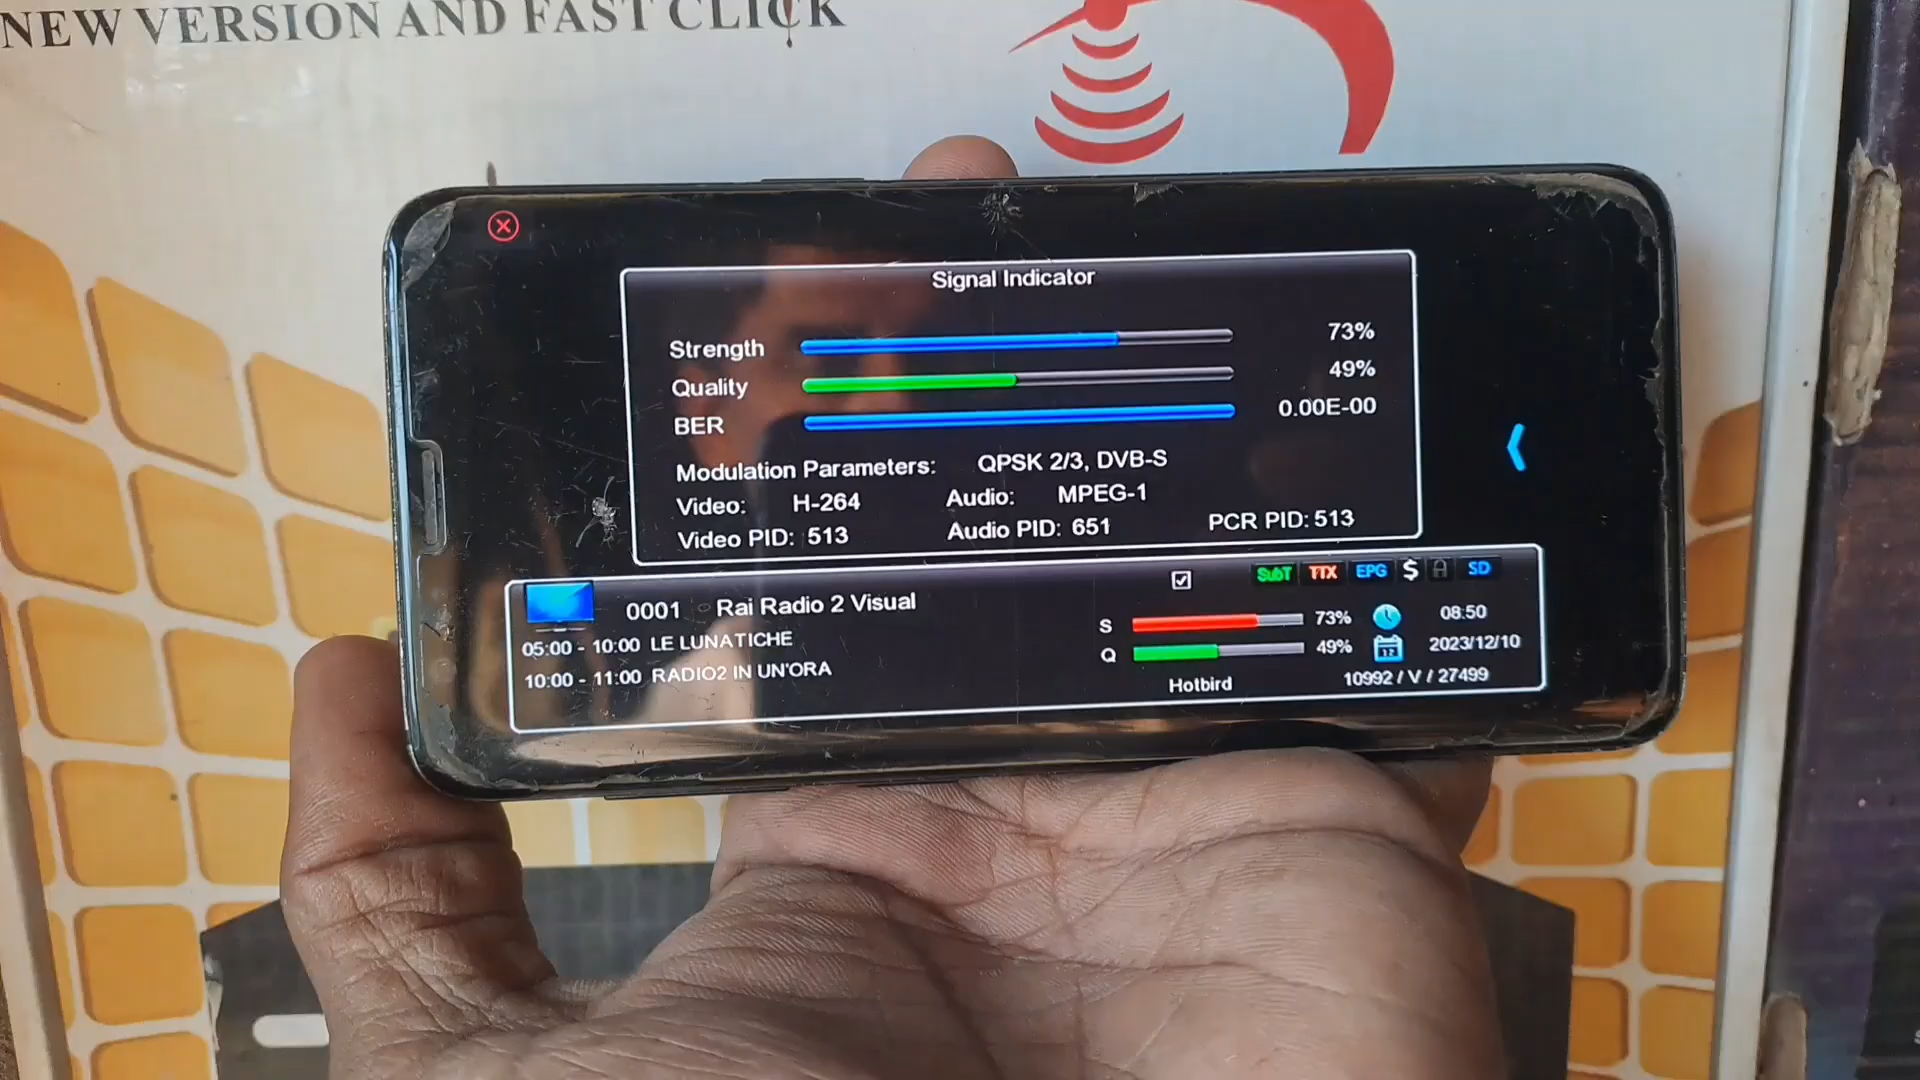 NEW VERSION AND FAST CLICK
Signal Indicator
Strength 73%
Quality 49%
BER 0.00E-00
Modulation Parameters: QPSK 2/3, DVB-S
Video: H-264 Audio: MPEG-1
Video PID: 513 Audio PID: 651 PCR PID: 513
SubT TTX EPG $ SD
0001 Rai Radio 2 Visual
S 73% 08:50
05:00 - 10:00 LE LUNATICHE
Q 49% 2023/12/10
10:00 - 11:00 RADIO2 IN UN'ORA
Hotbird 10992 / V / 27499